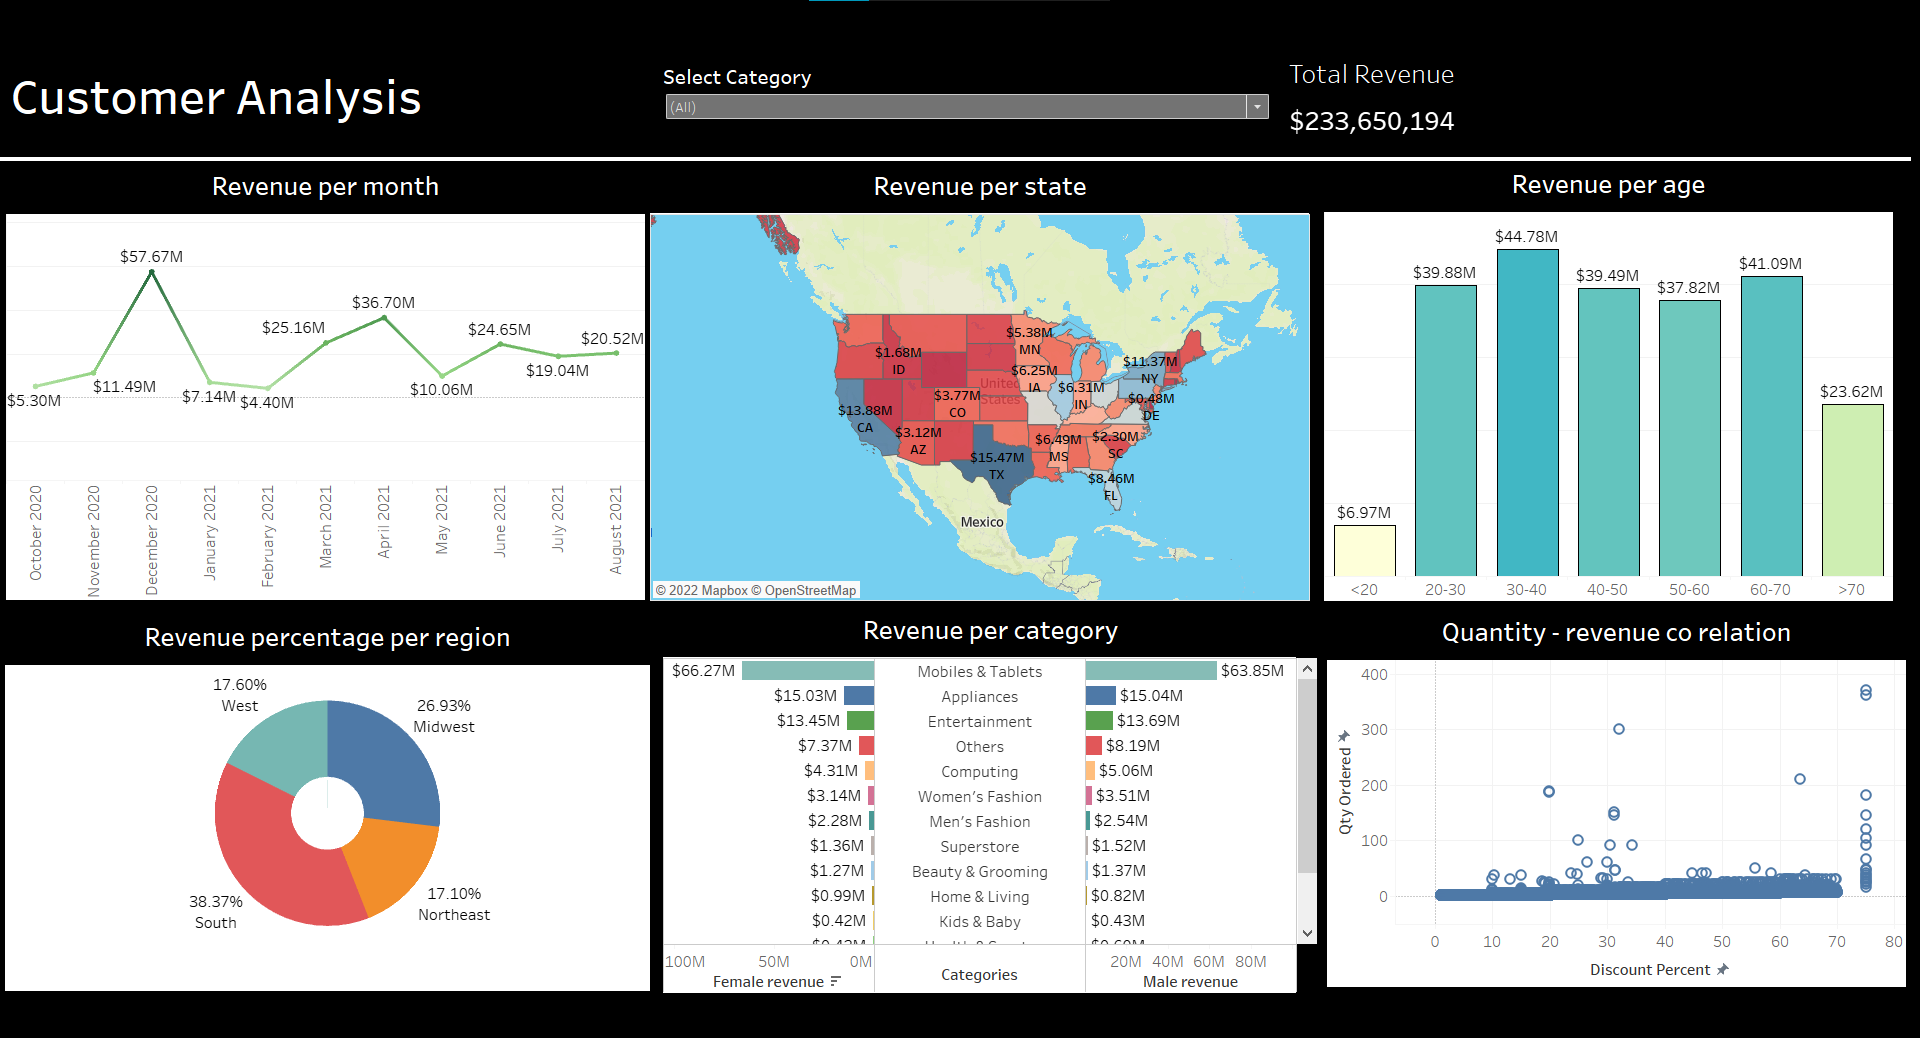 Customer Analysis
Select Category
(All)
Total Revenue
$233,650,194
Revenue per month
$57.67M
$36.70M
$25.16M
$24.65M
$20.52M
$19.04M
$11.49M
$10.06M
$7.14M
$4.40M
$5.30M
October 2020
November 2020
December 2020
January 2021
February 2021
March 2021
April 2021
May 2021
June 2021
July 2021
August 2021
Revenue per state
$5.38M
MN
$1.68M
ID
$11.37M
NY
$6.25M
IA
United
States
$6.31M
IN
$3.77M
CO
$0.48M
DE
$13.88M
CA
$3.12M
AZ
$6.49M
MS
$2.30M
SC
$15.47M
TX
$8.46M
FL
Mexico
© 2022 Mapbox © OpenStreetMap
Revenue per age
$6.97M
$39.88M
$44.78M
$39.49M
$37.82M
$41.09M
$23.62M
<20
20-30
30-40
40-50
50-60
60-70
>70
Revenue percentage per region
17.60%
West
26.93%
Midwest
38.37%
South
17.10%
Northeast
Revenue per category
$66.27M Mobiles & Tablets $63.85M
$15.03M Appliances $15.04M
$13.45M Entertainment $13.69M
$7.37M Others $8.19M
$4.31M Computing $5.06M
$3.14M Women's Fashion $3.51M
$2.28M Men's Fashion $2.54M
$1.36M Superstore $1.52M
$1.27M Beauty & Grooming $1.37M
$0.99M Home & Living $0.82M
$0.42M Kids & Baby $0.43M
100M 50M 0M
20M 40M 60M 80M
Female revenue
Categories
Male revenue
Quantity - revenue co relation
400
300
200
100
0
Qty Ordered
0 10 20 30 40 50 60 70 80
Discount Percent